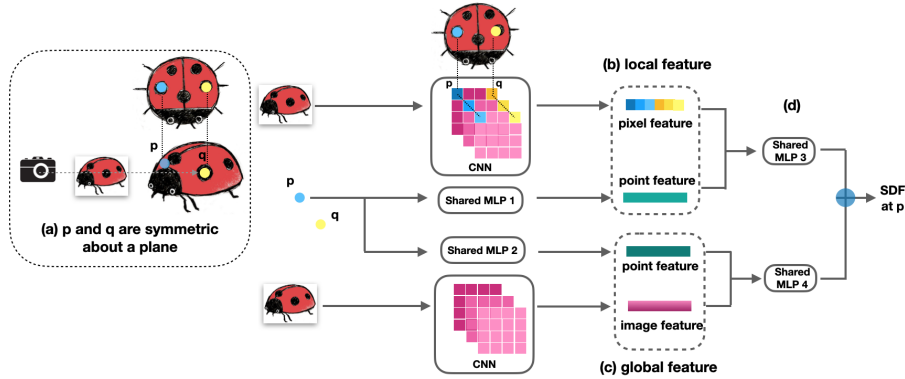 p
q
(a) p and q are symmetric
about a plane
p
q
CNN
(b) local feature
pixel feature
point feature
(d)
Shared
MLP 3
p
q
Shared MLP 1
Shared MLP 2
SDF
at p
point feature
image feature
Shared
MLP 4
CNN
(c) global feature